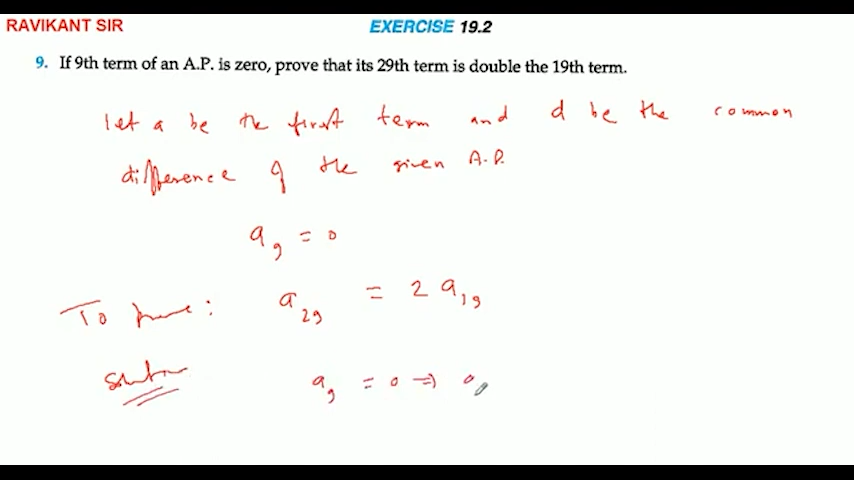 RAVIKANT SIR
EXERCISE 19.2
9. If 9th term of an A.P. is zero, prove that its 29th term is double the 19th term.
let a be the first term and d be the common
difference of the given A.P.
a₉ = 0
To prove: a₂₉ = 2 a₁₉
Solution a₉ = 0 ⇒